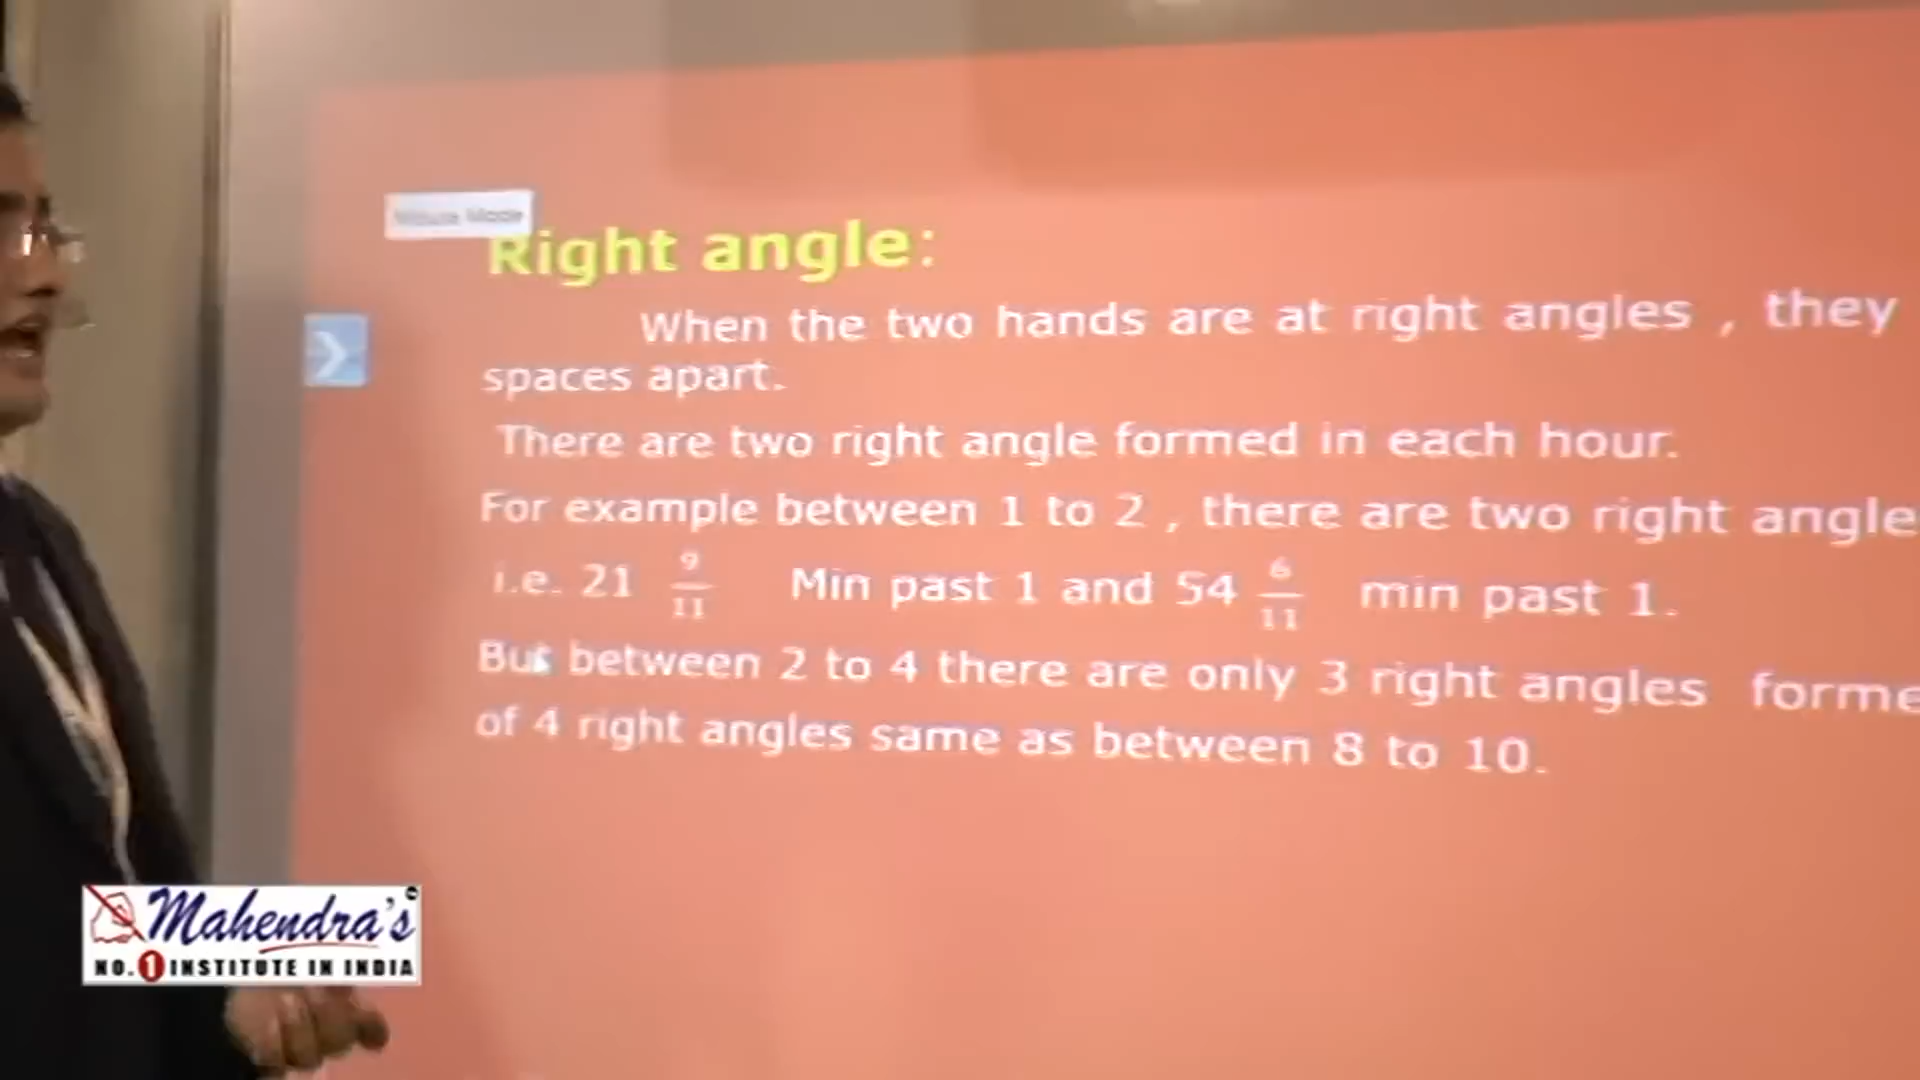 Mouse Mode
Right angle:
When the two hands are at right angles , they
spaces apart.
There are two right angle formed in each hour.
For example between 1 to 2 , there are two right angle
i.e. 21 9/11 Min past 1 and 54 6/11 min past 1.
But between 2 to 4 there are only 3 right angles forme
of 4 right angles same as between 8 to 10.
Mahendra's
NO.1 INSTITUTE IN INDIA